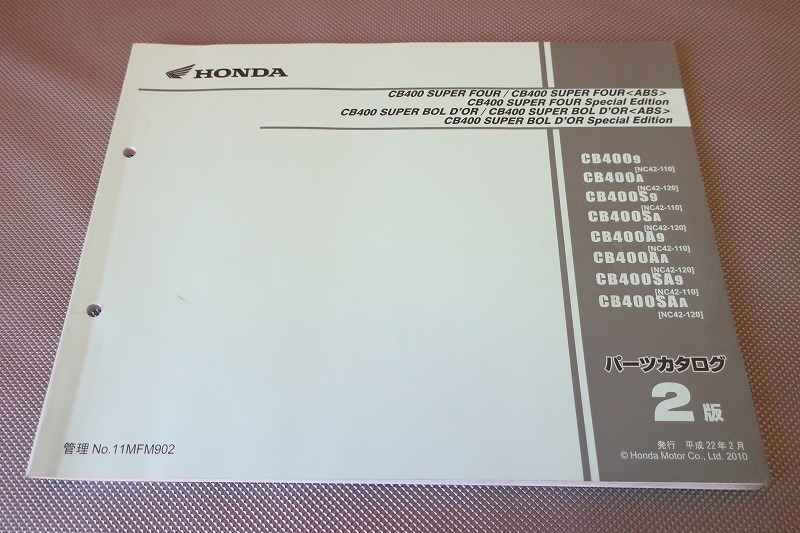 HONDA
CB400 SUPER FOUR / CB400 SUPER FOUR<ABS>
CB400 SUPER FOUR Special Edition
CB400 SUPER BOL D'OR / CB400 SUPER BOL D'OR<ABS>
CB400 SUPER BOL D'OR Special Edition
CB4009
[NC42-110]
CB400A
[NC42-120]
CB400S9
[NC42-110]
CB400SA
[NC42-120]
CB400A9
[NC42-110]
CB400AA
[NC42-120]
CB400SA9
[NC42-110]
CB400SAA
[NC42-120]
パーツカタログ
2版
発行 平成22年2月
© Honda Motor Co., Ltd. 2010
管理 No.11MFM902